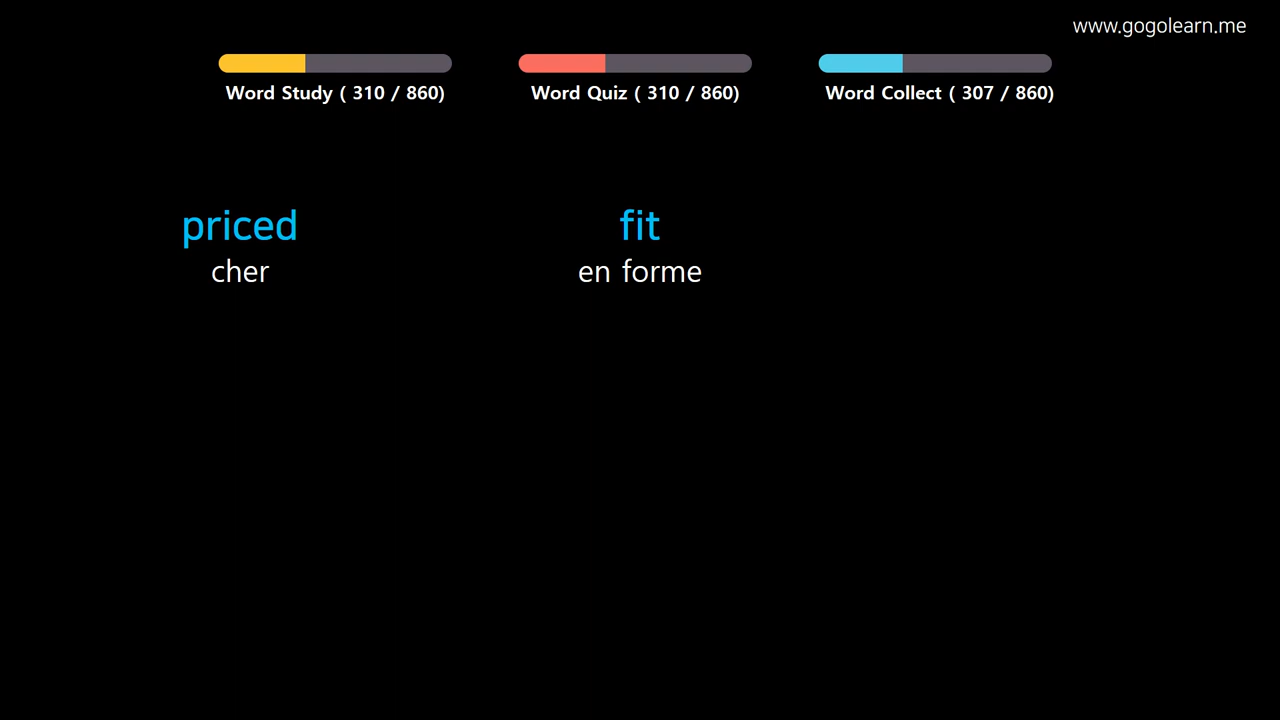 www.gogolearn.me
Word Study ( 310 / 860)
Word Quiz ( 310 / 860)
Word Collect ( 307 / 860)
priced
cher
fit
en forme